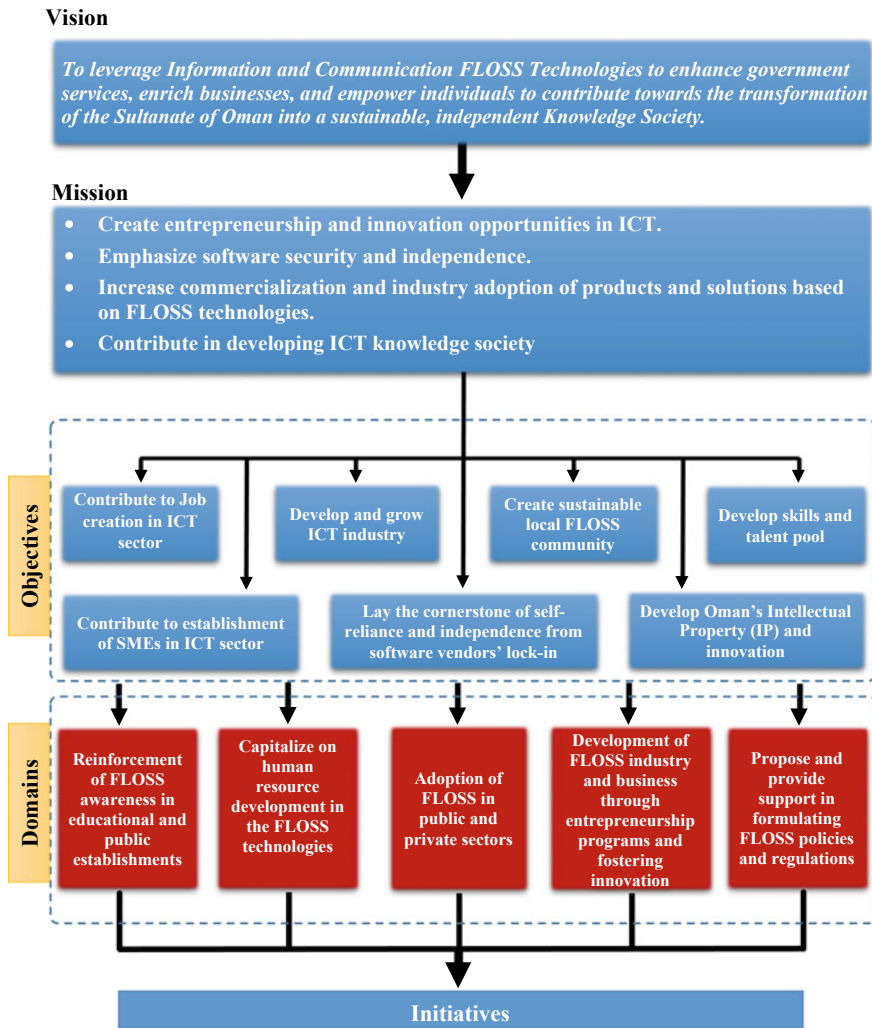 Vision
To leverage Information and Communication FLOSS Technologies to enhance government
services, enrich businesses, and empower individuals to contribute towards the transformation
of the Sultanate of Oman into a sustainable, independent Knowledge Society.
Mission
• Create entrepreneurship and innovation opportunities in ICT.
• Emphasize software security and independence.
• Increase commercialization and industry adoption of products and solutions based
on FLOSS technologies.
• Contribute in developing ICT knowledge society
Objectives
Contribute to Job
creation in ICT
sector
Develop and grow
ICT industry
Create sustainable
local FLOSS
community
Develop skills and
talent pool
Contribute to establishment
of SMEs in ICT sector
Lay the cornerstone of self-
reliance and independence from
software vendors’ lock-in
Develop Oman’s Intellectual
Property (IP) and
innovation
Domains
Reinforcement
of FLOSS
awareness in
educational and
public
establishments
Capitalize on
human
resource
development in
the FLOSS
technologies
Adoption of
FLOSS in
public and
private sectors
Development of
FLOSS industry
and business
through
entrepreneurship
programs and
fostering
innovation
Propose and
provide
support in
formulating
FLOSS policies
and regulations
Initiatives